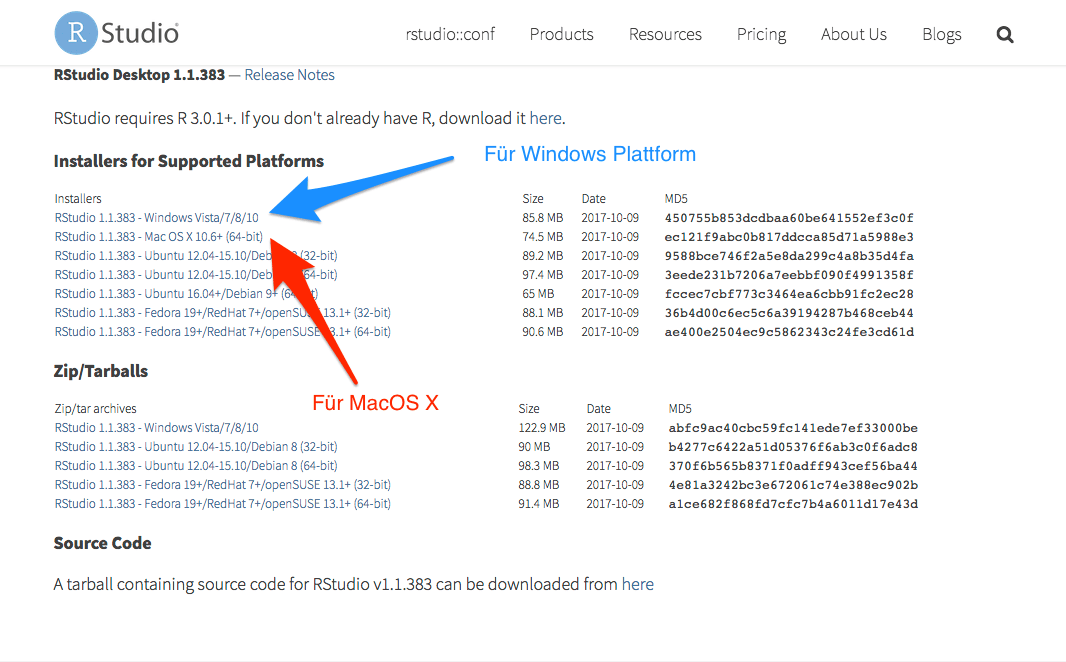 R Studio
rstudio::conf Products Resources Pricing About Us Blogs
RStudio Desktop 1.1.383 — Release Notes
RStudio requires R 3.0.1+. If you don't already have R, download it here.
Für Windows Plattform
Installers for Supported Platforms
Installers Size Date MD5
RStudio 1.1.383 - Windows Vista/7/8/10 85.8 MB 2017-10-09 450755b853dcdbaa60be641552ef3c0f
RStudio 1.1.383 - Mac OS X 10.6+ (64-bit) 74.5 MB 2017-10-09 ec121f9abc0b817ddcca85d71a5988e3
RStudio 1.1.383 - Ubuntu 12.04-15.10/Debian 8 (32-bit) 89.2 MB 2017-10-09 9588bce746f2a5e8da299c4a8b35d4fa
RStudio 1.1.383 - Ubuntu 12.04-15.10/Debian 8 (64-bit) 97.4 MB 2017-10-09 3eede231b7206a7eebbf090f4991358f
RStudio 1.1.383 - Ubuntu 16.04+/Debian 9+ (64-bit) 65 MB 2017-10-09 fccec7cbf773c3464ea6cbb91fc2ec28
RStudio 1.1.383 - Fedora 19+/RedHat 7+/openSUSE 13.1+ (32-bit) 88.1 MB 2017-10-09 36b4d00c6ec5c6a39194287b468ceb44
RStudio 1.1.383 - Fedora 19+/RedHat 7+/openSUSE 13.1+ (64-bit) 90.6 MB 2017-10-09 ae400e2504ec9c5862343c24fe3cd61d
Zip/Tarballs
Für MacOS X
Zip/tar archives Size Date MD5
RStudio 1.1.383 - Windows Vista/7/8/10 122.9 MB 2017-10-09 abfc9ac40cbc59fc141ede7ef33000be
RStudio 1.1.383 - Ubuntu 12.04-15.10/Debian 8 (32-bit) 90 MB 2017-10-09 b4277c6422a51d05376f6ab3c0f6adc8
RStudio 1.1.383 - Ubuntu 12.04-15.10/Debian 8 (64-bit) 98.3 MB 2017-10-09 370f6b565b8371f0adff943cef56ba44
RStudio 1.1.383 - Fedora 19+/RedHat 7+/openSUSE 13.1+ (32-bit) 88.8 MB 2017-10-09 4e81a3242bc3e672061c74e388ec902b
RStudio 1.1.383 - Fedora 19+/RedHat 7+/openSUSE 13.1+ (64-bit) 91.4 MB 2017-10-09 a1ce682f868fd7cfc7b4a6011d17e43d
Source Code
A tarball containing source code for RStudio v1.1.383 can be downloaded from here